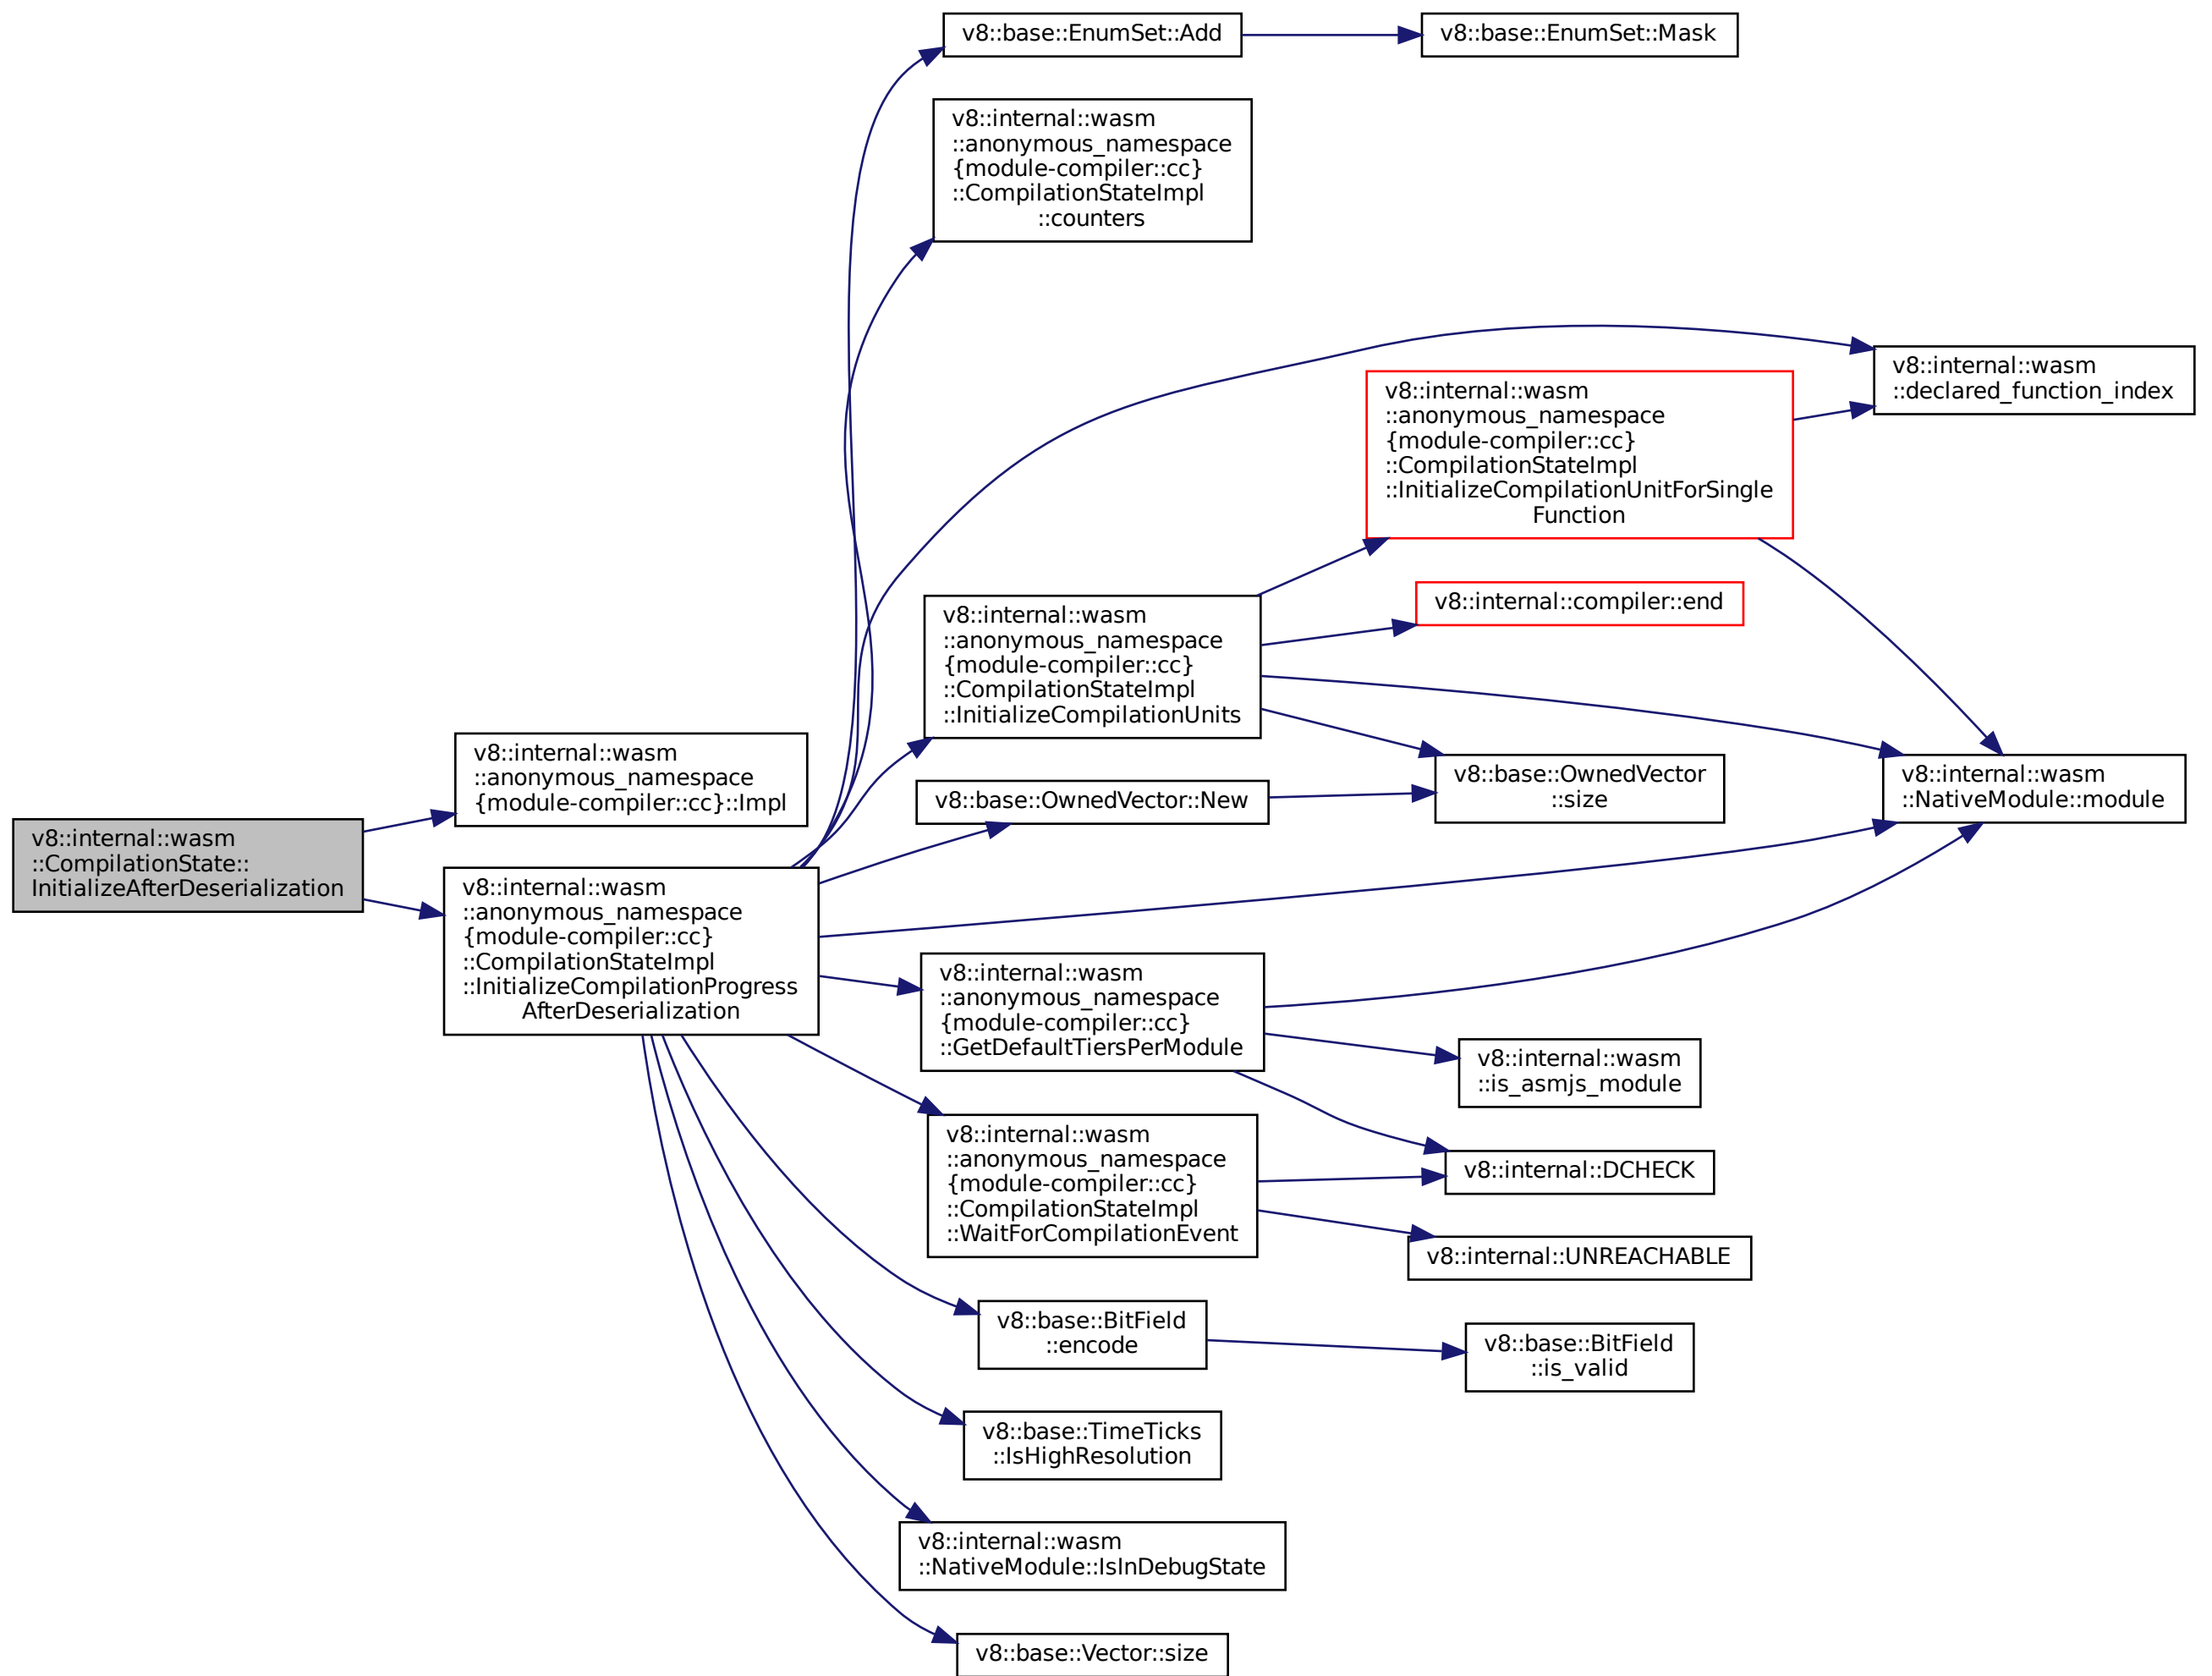 v8::internal::wasm
::CompilationState::
InitializeAfterDeserialization
v8::internal::wasm
::anonymous_namespace
{module-compiler::cc}::Impl
v8::internal::wasm
::anonymous_namespace
{module-compiler::cc}
::CompilationStateImpl
::InitializeCompilationProgress
AfterDeserialization
v8::base::EnumSet::Add
v8::base::EnumSet::Mask
v8::internal::wasm
::anonymous_namespace
{module-compiler::cc}
::CompilationStateImpl
::counters
v8::internal::wasm
::declared_function_index
v8::internal::wasm
::anonymous_namespace
{module-compiler::cc}
::CompilationStateImpl
::InitializeCompilationUnitForSingle
Function
v8::internal::compiler::end
v8::internal::wasm
::anonymous_namespace
{module-compiler::cc}
::CompilationStateImpl
::InitializeCompilationUnits
v8::base::OwnedVector
::size
v8::internal::wasm
::NativeModule::module
v8::base::OwnedVector::New
v8::internal::wasm
::anonymous_namespace
{module-compiler::cc}
::GetDefaultTiersPerModule
v8::internal::wasm
::is_asmjs_module
v8::internal::DCHECK
v8::internal::wasm
::anonymous_namespace
{module-compiler::cc}
::CompilationStateImpl
::WaitForCompilationEvent
v8::internal::UNREACHABLE
v8::base::BitField
::encode
v8::base::BitField
::is_valid
v8::base::TimeTicks
::IsHighResolution
v8::internal::wasm
::NativeModule::IsInDebugState
v8::base::Vector::size